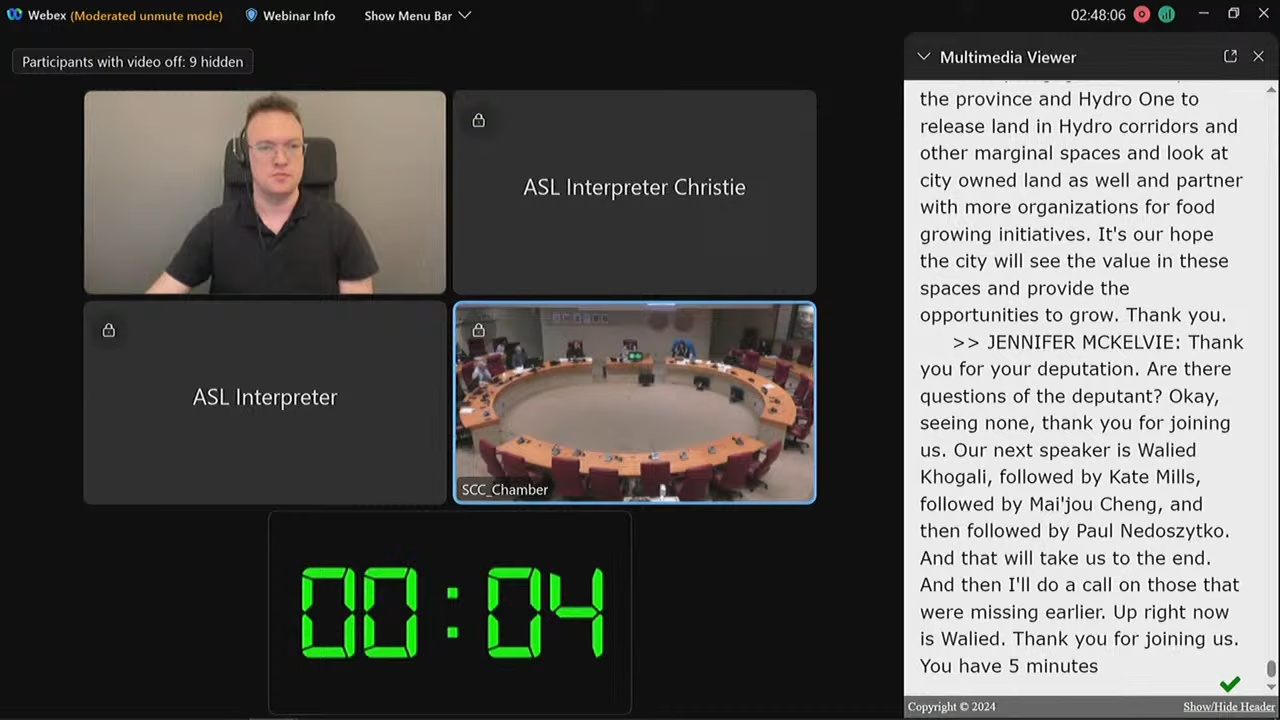 Webex (Moderated unmute mode)
Webinar Info
Show Menu Bar
02:48:06
Participants with video off: 9 hidden
ASL Interpreter Christie
ASL Interpreter
SCC_Chamber
00:04
Multimedia Viewer
the province and Hydro One to
release land in Hydro corridors and
other marginal spaces and look at
city owned land as well and partner
with more organizations for food
growing initiatives. It's our hope
the city will see the value in these
spaces and provide the
opportunities to grow. Thank you.
>> JENNIFER MCKELVIE: Thank
you for your deputation. Are there
questions of the deputant? Okay,
seeing none, thank you for joining
us. Our next speaker is Walied
Khogali, followed by Kate Mills,
followed by Mai'jou Cheng, and
then followed by Paul Nedoszytko.
And that will take us to the end.
And then I'll do a call on those that
were missing earlier. Up right now
is Walied. Thank you for joining us.
You have 5 minutes
Copyright © 2024
Show/Hide Header